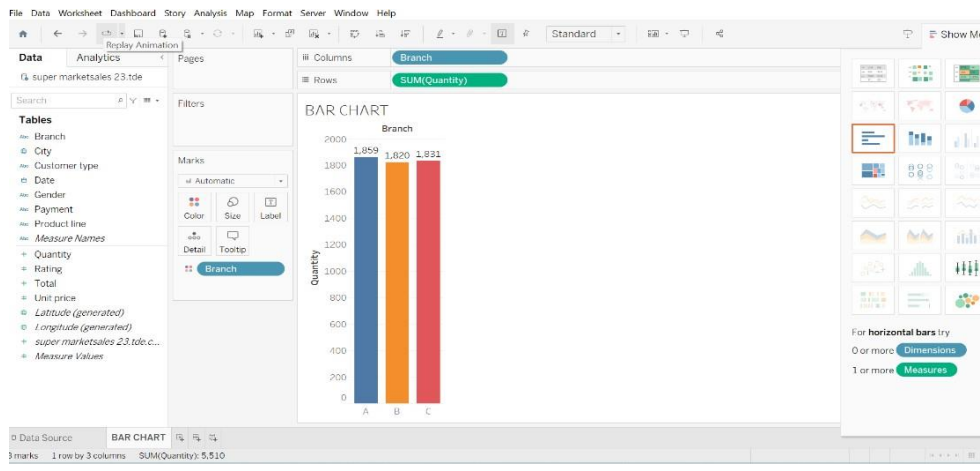 File Data Worksheet Dashboard Story Analysis Map Format Server Window Help
Standard
Show Me
Replay Animation
Data Analytics
super marketsales 23.tde
Search
Tables
Branch
City
Customer type
Date
Gender
Payment
Product line
Measure Names
Quantity
Rating
Total
Unit price
Latitude (generated)
Longitude (generated)
super marketsales 23.tde.c...
Measure Values
Pages
Filters
Marks
Automatic
Color Size Label
Detail Tooltip
Branch
Columns Branch
Rows SUM(Quantity)
BAR CHART
Branch
2000
1800
1600
1400
1200
1000
800
600
400
200
0
Quantity
1,859 1,820 1,831
A B C
For horizontal bars try
0 or more Dimensions
1 or more Measures
Data Source BAR CHART
3 marks 1 row by 3 columns SUM(Quantity): 5,510